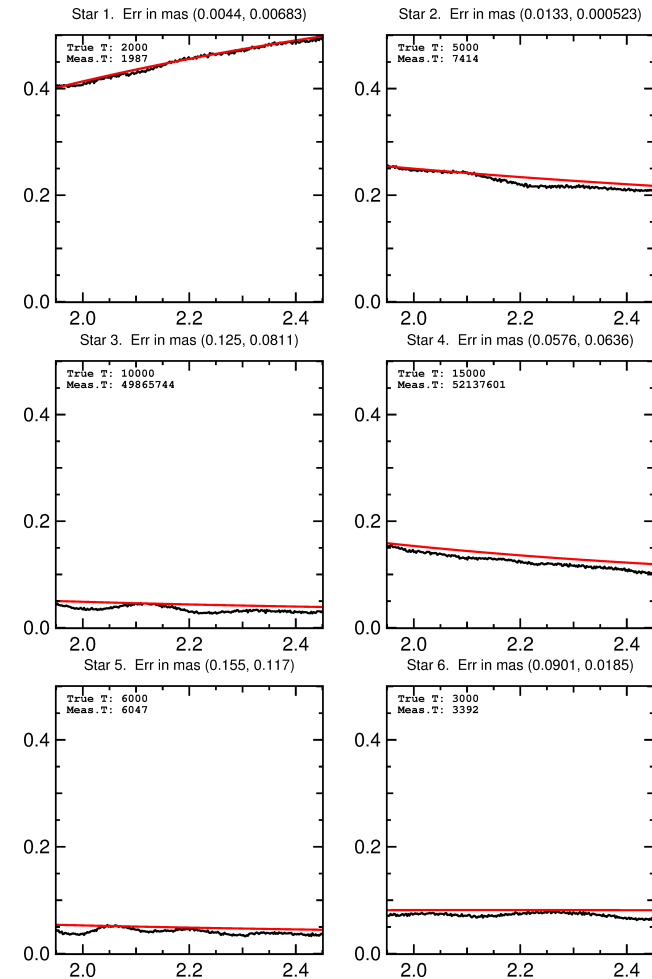 Star 1. Err in mas (0.0044, 0.00683)
True T: 2000
Meas.T: 1987
0.4
0.2
0.0
2.0 2.2 2.4
Star 2. Err in mas (0.0133, 0.000523)
True T: 5000
Meas.T: 7414
0.4
0.2
0.0
2.0 2.2 2.4
Star 3. Err in mas (0.125, 0.0811)
True T: 10000
Meas.T: 49865744
0.4
0.2
0.0
2.0 2.2 2.4
Star 4. Err in mas (0.0576, 0.0636)
True T: 15000
Meas.T: 52137601
0.4
0.2
0.0
2.0 2.2 2.4
Star 5. Err in mas (0.155, 0.117)
True T: 6000
Meas.T: 6047
0.4
0.2
0.0
2.0 2.2 2.4
Star 6. Err in mas (0.0901, 0.0185)
True T: 3000
Meas.T: 3392
0.4
0.2
0.0
2.0 2.2 2.4